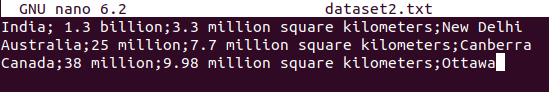 GNU nano 6.2 dataset2.txt
India; 1.3 billion;3.3 million square kilometers;New Delhi
Australia;25 million;7.7 million square kilometers;Canberra
Canada;38 million;9.98 million square kilometers;Ottawa